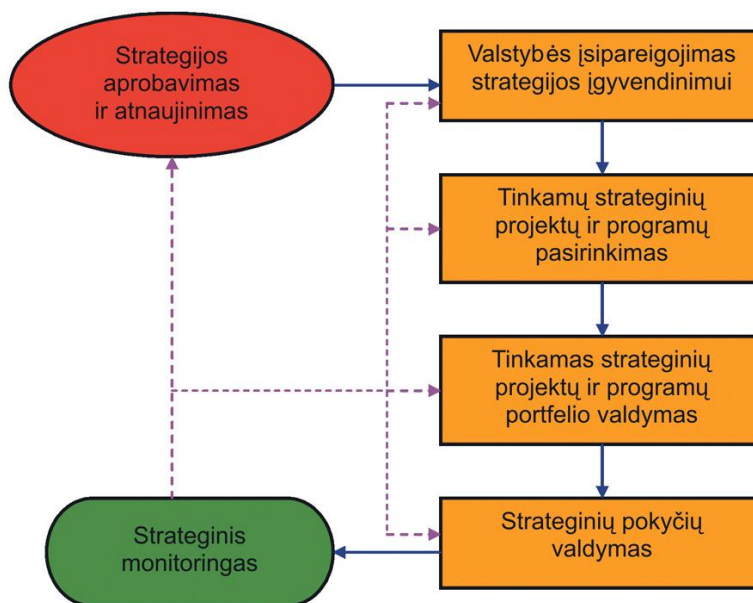 Strategijos
aprobavimas
ir atnaujinimas
Valstybės įsipareigojimas
strategijos įgyvendinimui
Tinkamų strateginių
projektų ir programų
pasirinkimas
Tinkamas strateginių
projektų ir programų
portfelio valdymas
Strateginių pokyčių
valdymas
Strateginis
monitoringas